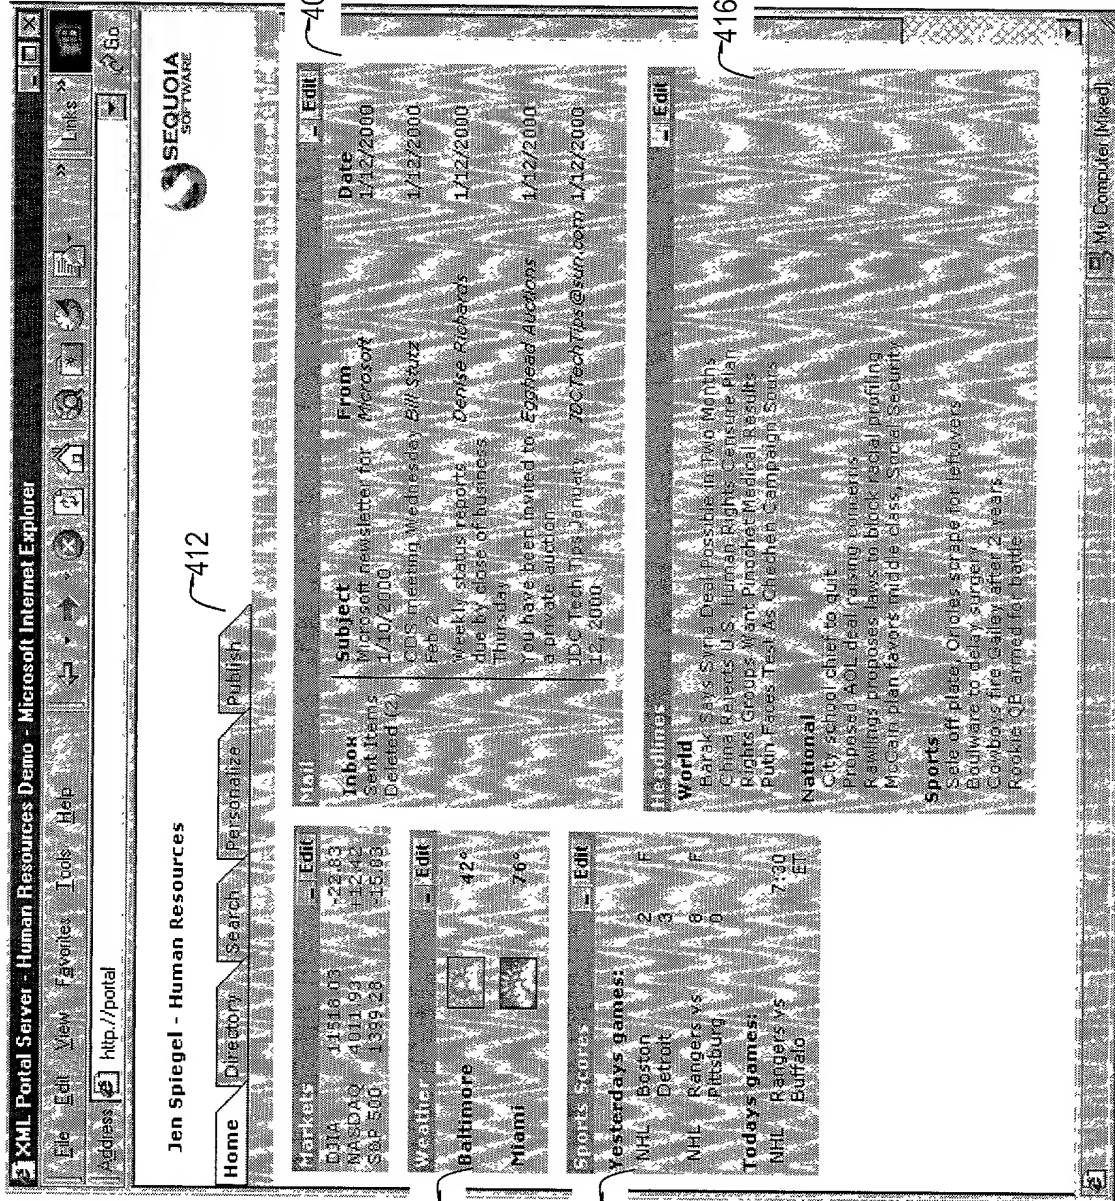 XML Portal Server - Human Resources Demo - Microsoft Internet Explorer
File Edit View Favorites Tools Help
Links
Address http://portal
Go
Jen Spiegel - Human Resources
SEQUOIA
SOFTWARE
Home Directory Search Personalize Publish
412
Markets Edit
DJIA 11518.03 -22.83
NASDAQ 4011.93 +12.42
S&P 500 1399.28 -15.83
Weather Edit
Baltimore 42°
Miami 76°
Sports Scores Edit
Yesterdays games:
NHL Boston 2 F
Detroit 3
NHL Rangers vs 8 F
Pittsburg 0
Todays games:
NHL Rangers vs 7:30
Buffalo ET
Mail Edit
40
Inbox
Sent Items
Deleted (2)
Subject From Date
Microsoft newsletter for Microsoft 1/12/2000
1/10/2000
meeting Wednesday Bill Stutz 1/12/2000
Feb 2
Weekly status reports Denise Richards 1/12/2000
due by close of business
Thursday
You have been invited to Egghead Auctions 1/12/2000
a private auction
JDC Tech Tips January JDCTechTips@sun.com 1/12/2000
12, 2000
Headlines Edit
416
World
Barak Says Syria Deal Possible in Two Months
China Rejects U.S. Human Rights Censure Plan
Rights Groups Want Pinochet Medical Results
Putin Faces Test As Chechen Campaign Sours
National
City school chief to quit
Proposed AOL deal raising concerns
Rawlings proposes laws to block racial profiling
McCain plan favors middle class, Social Security
Sports
Sele off plate, Orioles scrape for leftovers
Boulware to delay surgery
Cowboys fire Gailey after 2 years
Rookie QB armed for battle
My Computer (Mixed)